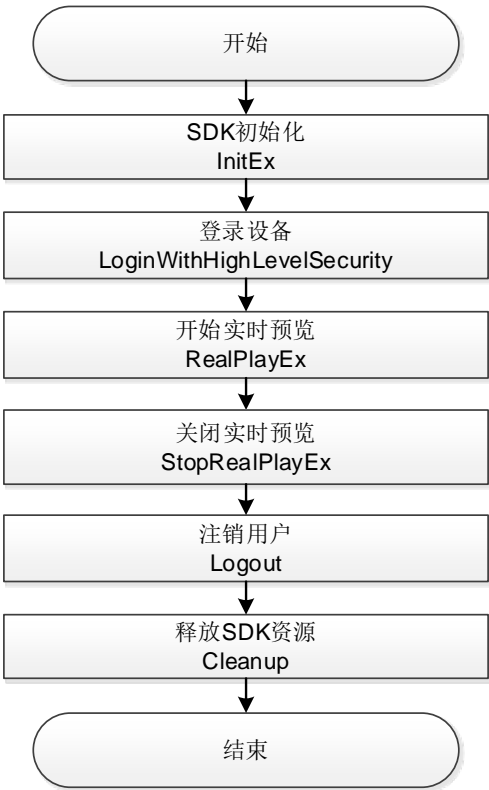 开始
SDK初始化
InitEx
登录设备
LoginWithHighLevelSecurity
开始实时预览
RealPlayEx
关闭实时预览
StopRealPlayEx
注销用户
Logout
释放SDK资源
Cleanup
结束